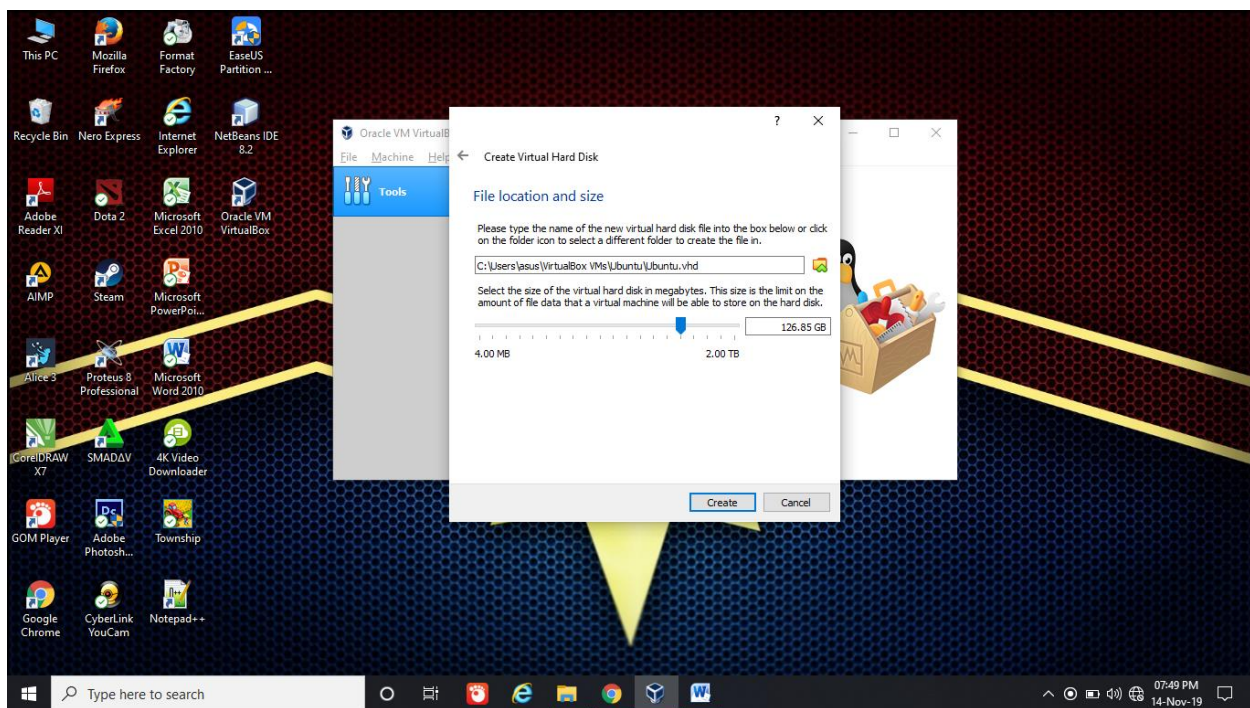 This PC
Mozilla
Firefox
Format
Factory
EaseUS
Partition ...
Recycle Bin
Nero Express
Internet
Explorer
NetBeans IDE
8.2
Adobe
Reader XI
Dota 2
Microsoft
Excel 2010
Oracle VM
VirtualBox
AIMP
Steam
Microsoft
PowerPoi...
Alice 3
Proteus 8
Professional
Microsoft
Word 2010
CorelDRAW
X7
SMADΔV
4K Video
Downloader
GOM Player
Adobe
Photosh...
Township
Google
Chrome
CyberLink
YouCam
Notepad++
Oracle VM VirtualB
File Machine Help
Tools
? ×
Create Virtual Hard Disk
File location and size
Please type the name of the new virtual hard disk file into the box below or click
on the folder icon to select a different folder to create the file in.
C:\Users\asus\VirtualBox VMs\Ubuntu\Ubuntu.vhd
Select the size of the virtual hard disk in megabytes. This size is the limit on the
amount of file data that a virtual machine will be able to store on the hard disk.
126.85 GB
4.00 MB 2.00 TB
Create Cancel
Type here to search
07:49 PM
14-Nov-19